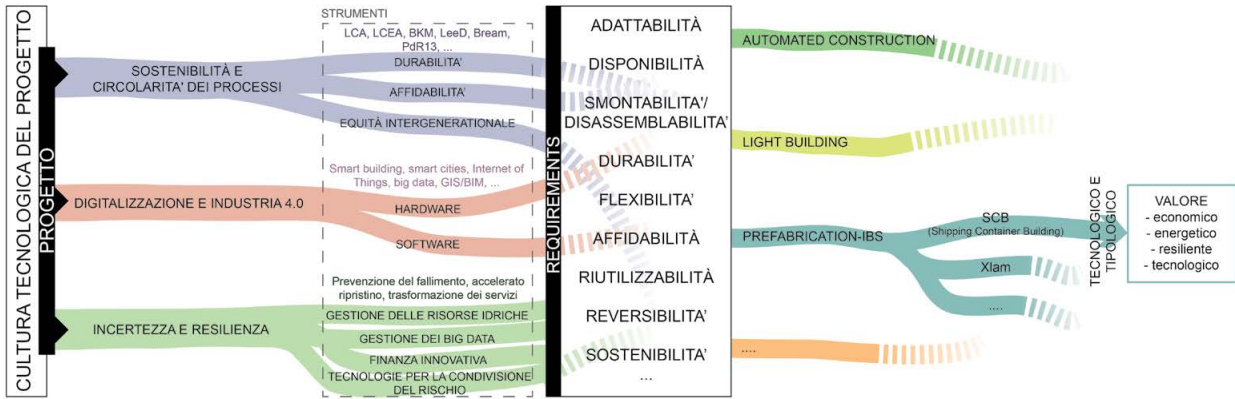 CULTURA TECNOLOGICA DEL PROGETTO
PROGETTO
SOSTENIBILITÀ E
CIRCOLARITA' DEI PROCESSI
DIGITALIZZAZIONE E INDUSTRIA 4.0
INCERTEZZA E RESILIENZA
STRUMENTI
LCA, LCEA, BKM, LeeD, Bream,
PdR13, ...
DURABILITA'
AFFIDABILITA'
EQUITÀ INTERGENERATIONALE
Smart building, smart cities, Internet of
Things, big data, GIS/BIM, ...
HARDWARE
SOFTWARE
Prevenzione del fallimento, accelerato
ripristino, trasformazione dei servizi
GESTIONE DELLE RISORSE IDRICHE
GESTIONE DEI BIG DATA
FINANZA INNOVATIVA
TECNOLOGIE PER LA CONDIVISIONE
DEL RISCHIO
REQUIREMENTS
ADATTABILITÀ
DISPONIBILITÀ
SMONTABILITA'/
DISASSEMBLABILITA'
DURABILITA'
FLEXIBILITA'
AFFIDABILITÀ
RIUTILIZZABILITÀ
REVERSIBILITA'
SOSTENIBILITA'
...
AUTOMATED CONSTRUCTION
LIGHT BUILDING
PREFABRICATION-IBS
SCB
(Shipping Container Building)
Xlam
....
....
TECNOLOGICO E
TIPOLOGICO
VALORE
- economico
- energetico
- resiliente
- tecnologico